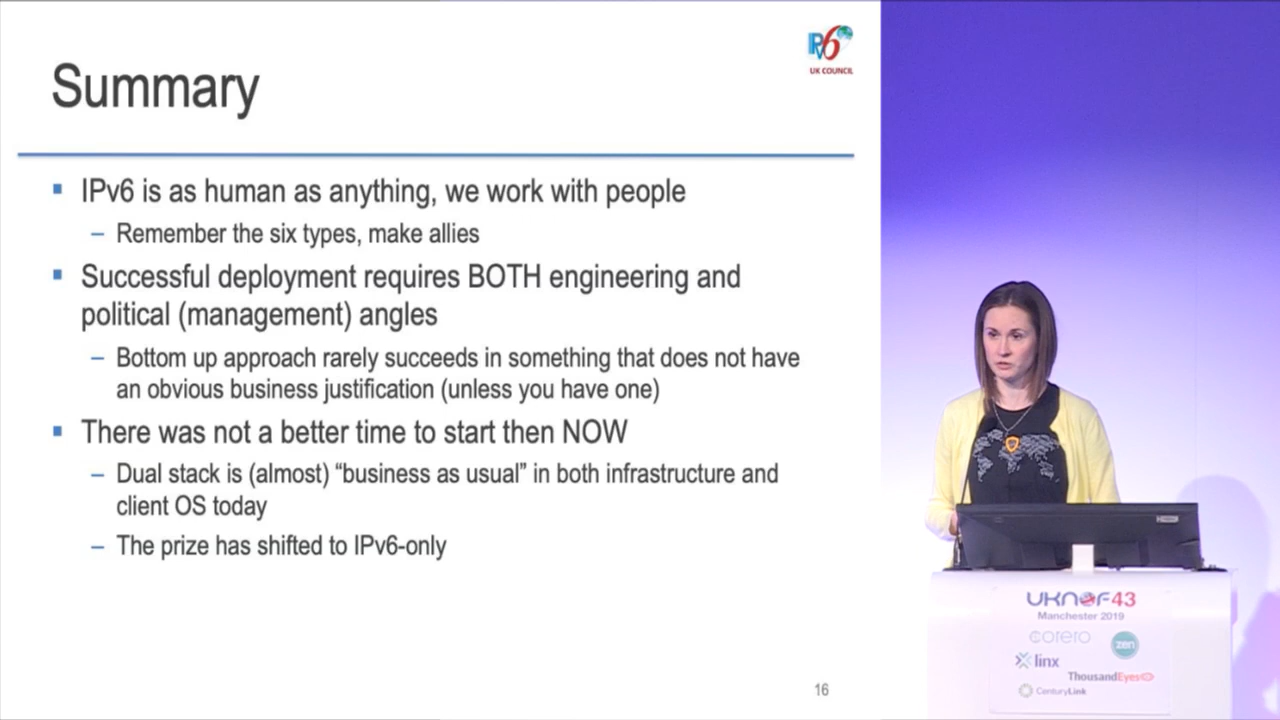 IPv6
UK COUNCIL
Summary
▪ IPv6 is as human as anything, we work with people
– Remember the six types, make allies
▪ Successful deployment requires BOTH engineering and
political (management) angles
– Bottom up approach rarely succeeds in something that does not have
an obvious business justification (unless you have one)
▪ There was not a better time to start then NOW
– Dual stack is (almost) “business as usual” in both infrastructure and
client OS today
– The prize has shifted to IPv6-only
16
UKNOF43
Manchester 2019
corero
zen
linx
ThousandEyes
CenturyLink